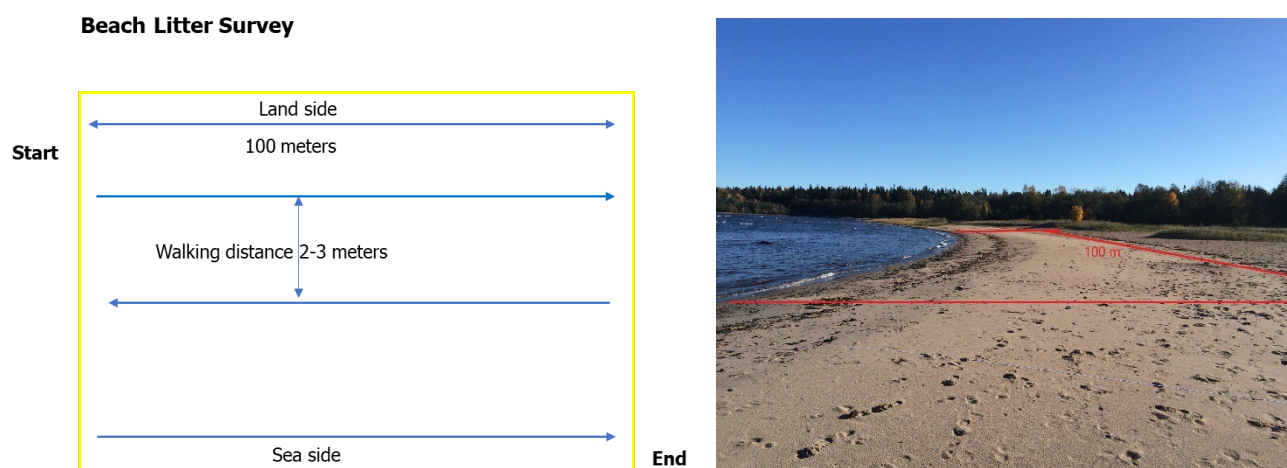 Beach Litter Survey
Land side
100 meters
Start
Walking distance 2-3 meters
Sea side
End
100 m